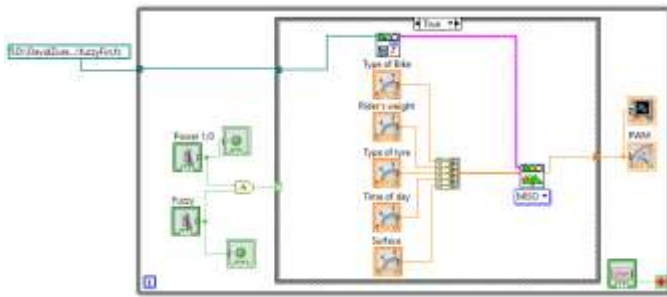 True
Type of Bike
Rider's weight
Power 1/0
Type of tyre
PWM
Fuzzy
Time of day
MISO
Surface
i